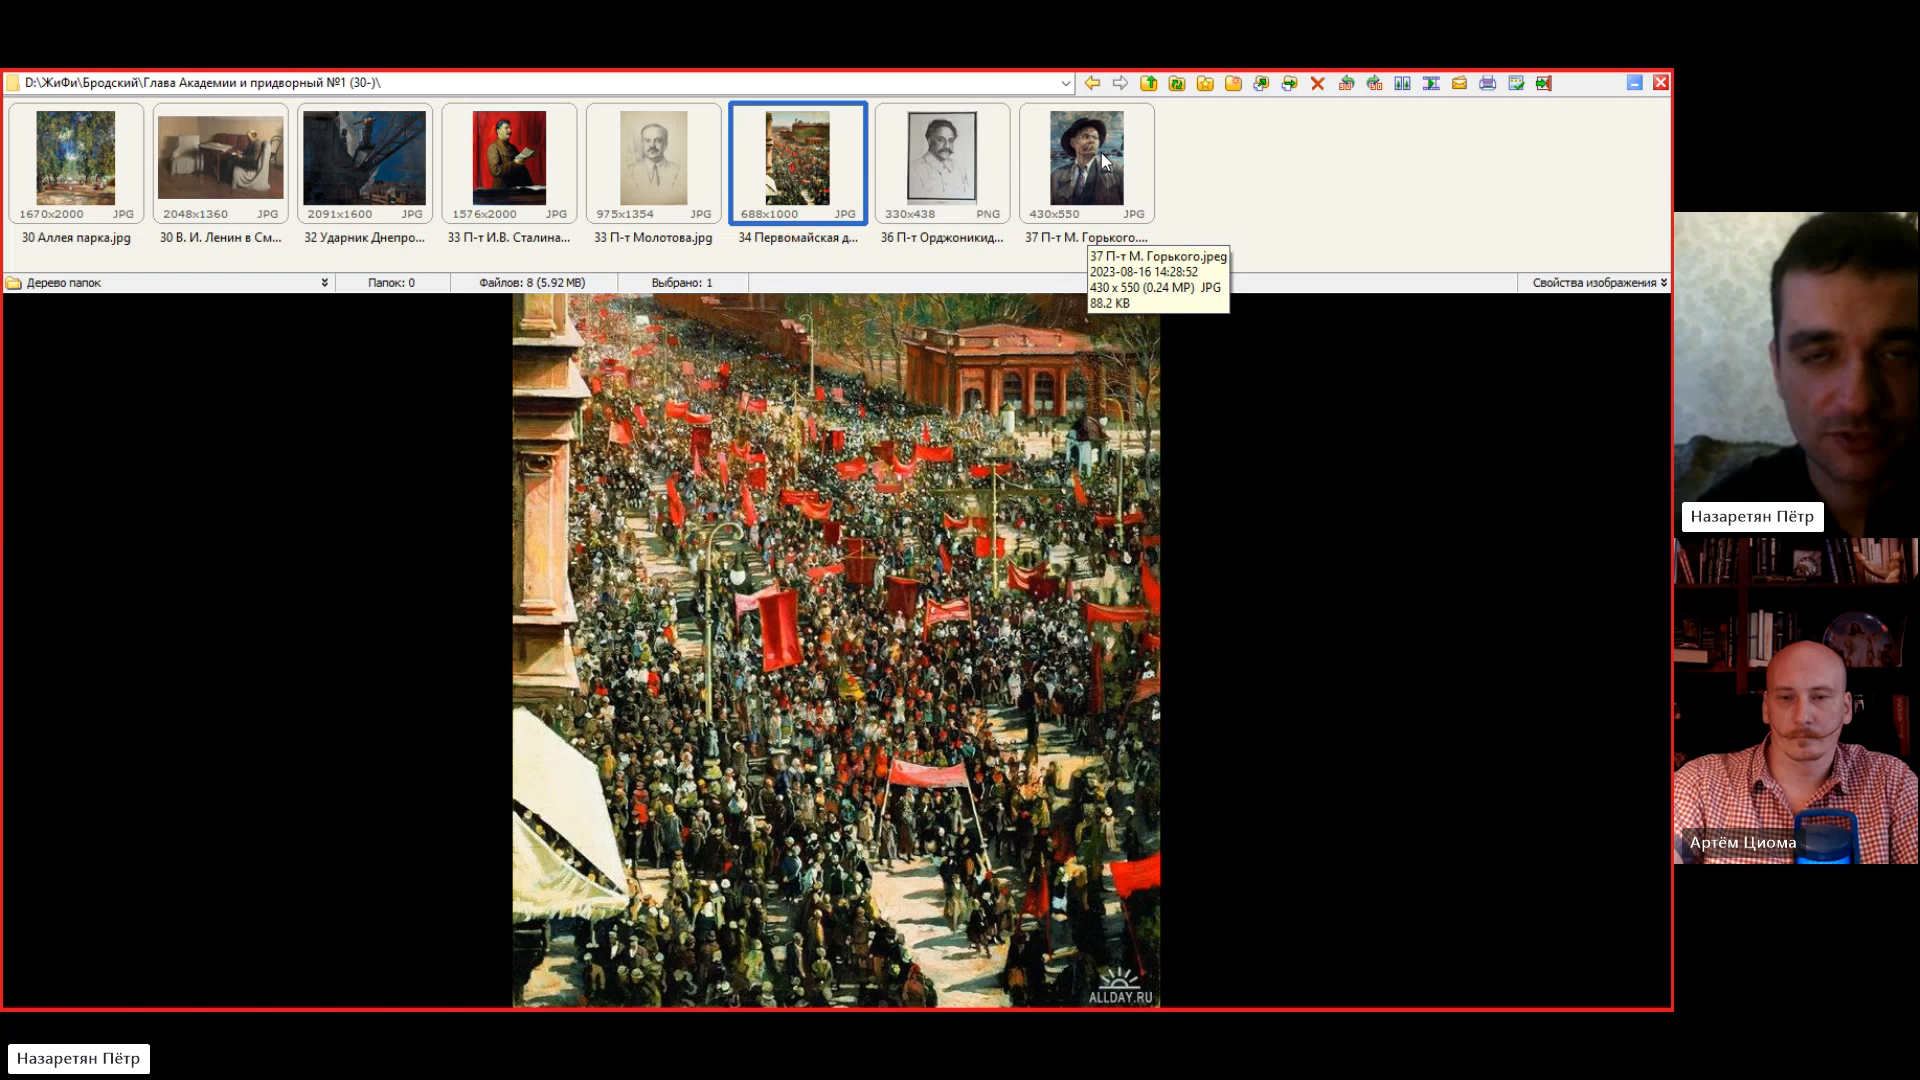 D:\ЖиФи\Бродский\Глава Академии и придворный №1 (30-)\
1670x2000 JPG
2048x1360 JPG
2091x1600 JPG
1576x2000 JPG
975x1354 JPG
688x1000 JPG
330x438 PNG
430x550 JPG
30 Аллея парка.jpg
30 В. И. Ленин в См...
32 Ударник Днепро...
33 П-т И.В. Сталина...
33 П-т Молотова.jpg
34 Первомайская д...
36 П-т Орджоникид...
37 П-т М. Горького....
37 П-т М. Горького.jpeg
2023-08-16 14:28:52
430 x 550 (0.24 MP) JPG
88.2 KB
Дерево папок
Папок: 0
Файлов: 8 (5.92 MB)
Выбрано: 1
Свойства изображения
ALLDAY.RU
Назаретян Пётр
Артём Циома
Назаретян Пётр